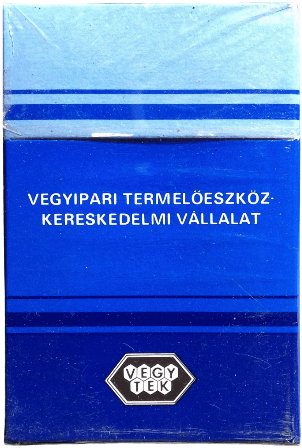 VEGYIPARI TERMELŐESZKÖZ-
KERESKEDELMI VÁLLALAT
VEGY
TEK